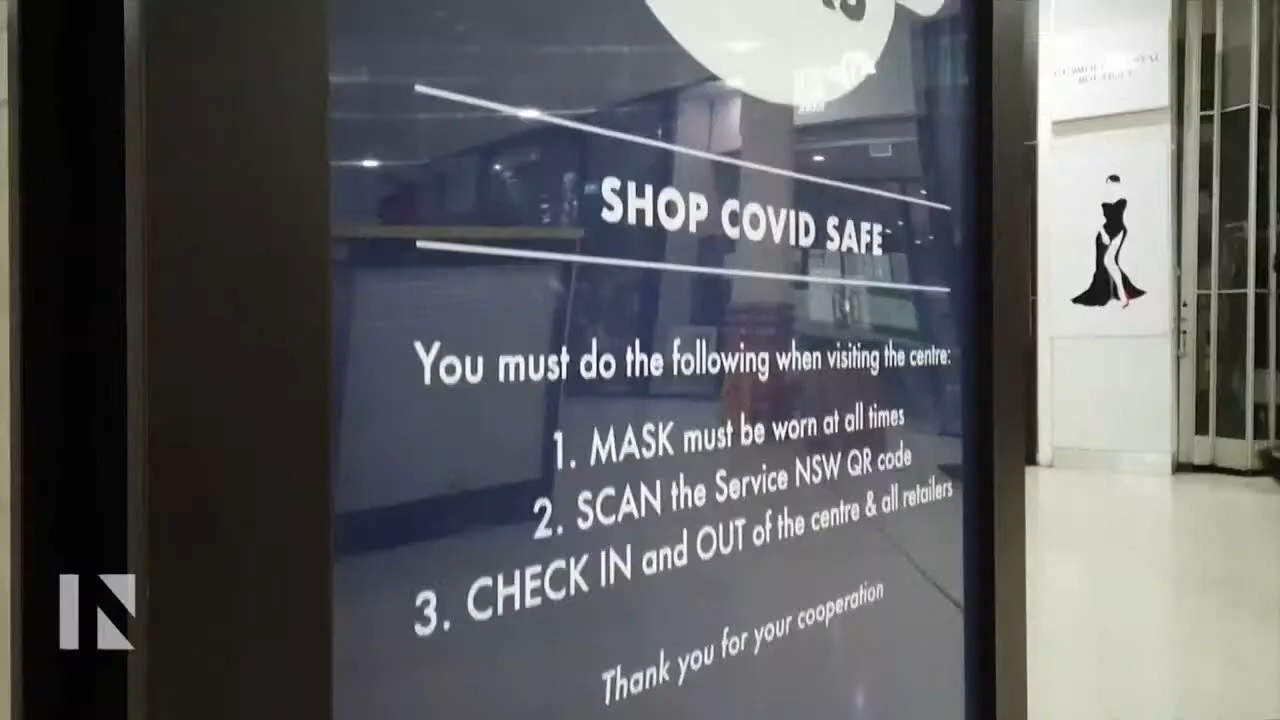 SHOP COVID SAFE
You must do the following when visiting the centre:
1. MASK must be worn at all times
2. SCAN the Service NSW QR code
3. CHECK IN and OUT of the centre & all retailers
Thank you for your cooperation
BOUTIQUE
IN